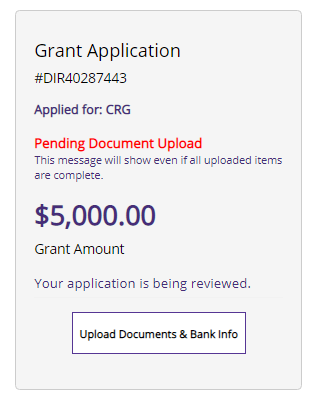 Grant Application
#DIR40287443
Applied for: CRG
Pending Document Upload
This message will show even if all uploaded items
are complete.
$5,000.00
Grant Amount
Your application is being reviewed.
Upload Documents & Bank Info